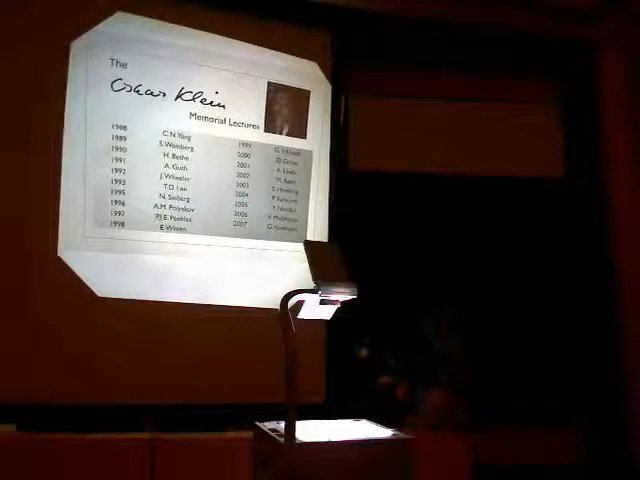 The
Oskar Klein
Memorial Lectures
1988 C.N. Yang 1999 G. 't Hooft
1989 S. Weinberg 2000 D. Gross
1990 H. Bethe 2001 A. Linde
1991 A. Guth 2002 M. Rees
1992 J. Wheeler 2003 S. Hawking
1993 T.D. Lee 2004 P. Ramond
1995 N. Seiberg 2005 Y. Nambu
1996 A.M. Polyakov 2006 V. Mukhanov
1997 P.J.E. Peebles 2007 G. Veneziano
1998 E. Witten